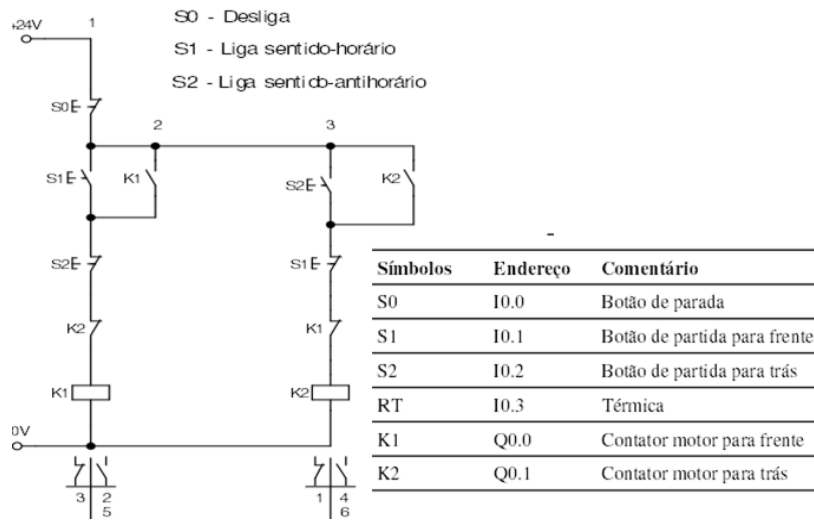 +24V
1
S0 - Desliga
S1 - Liga sentido-horário
S2 - Liga sentido-antihorário
S0
2
3
S1
K1
S2
K2
S2
S1
K2
K1
K1
K2
0V
3 2
5
1 4
6
Símbolos Endereço Comentário
S0 I0.0 Botão de parada
S1 I0.1 Botão de partida para frente
S2 I0.2 Botão de partida para trás
RT I0.3 Térmica
K1 Q0.0 Contator motor para frente
K2 Q0.1 Contator motor para trás